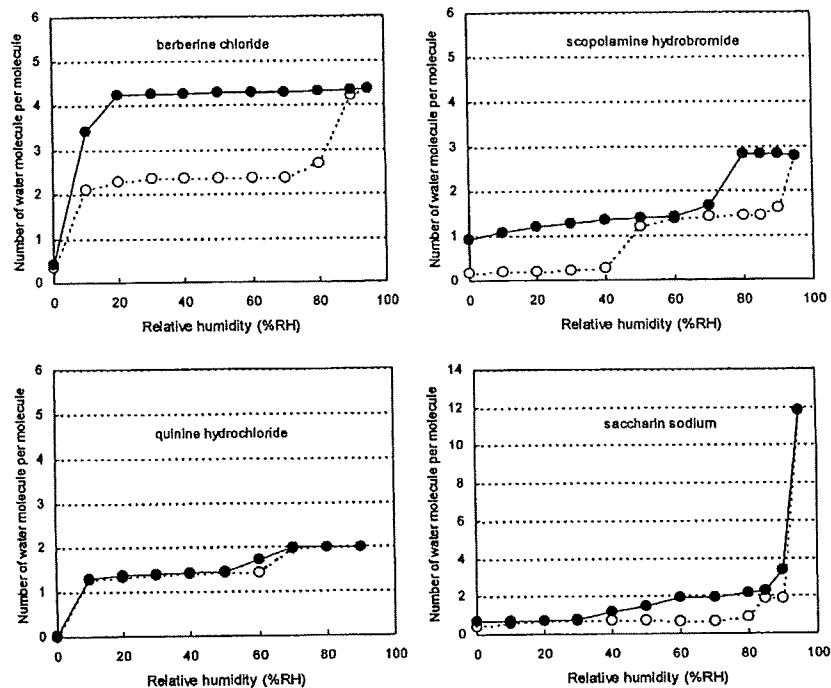 berberine chloride
Number of water molecule per molecule
6
5
4
3
2
1
0
0 20 40 60 80 100
Relative humidity (%RH)
scopolamine hydrobromide
Number of water molecule per molecule
6
5
4
3
2
1
0
0 20 40 60 80 100
Relative humidity (%RH)
quinine hydrochloride
Number of water molecule per molecule
6
5
4
3
2
1
0
0 20 40 60 80 100
Relative humidity (%RH)
saccharin sodium
Number of water molecule per molecule
14
12
10
8
6
4
2
0
0 20 40 60 80 100
Relative humidity (%RH)